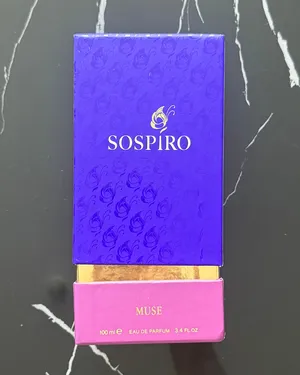 SOSPIRO
MUSE
100 ml ℮ EAU DE PARFUM 3.4 FL.OZ